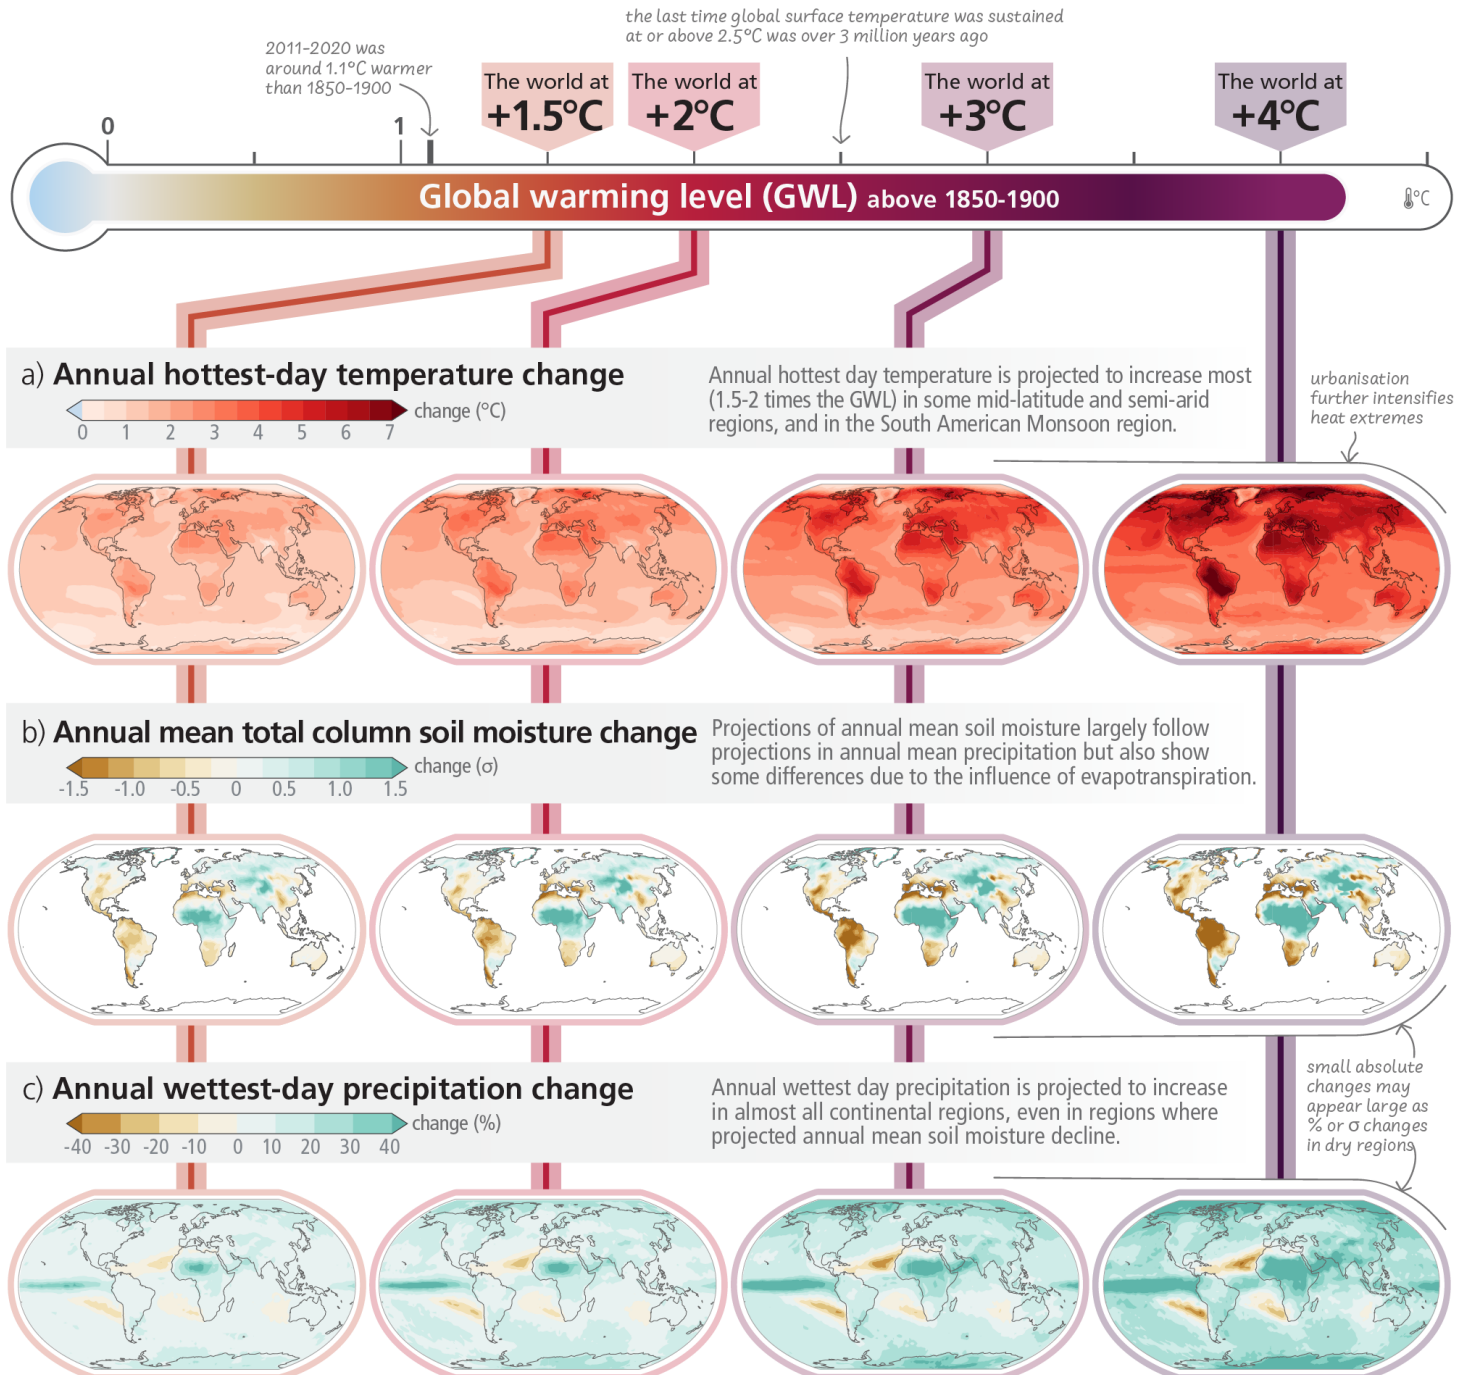 the last time global surface temperature was sustained
at or above 2.5°C was over 3 million years ago
2011-2020 was
around 1.1°C warmer
than 1850-1900
The world at
+1.5°C
The world at
+2°C
The world at
+3°C
The world at
+4°C
0
1
Global warming level (GWL) above 1850-1900
°C
a) Annual hottest-day temperature change
change (°C)
0 1 2 3 4 5 6 7
Annual hottest day temperature is projected to increase most
(1.5-2 times the GWL) in some mid-latitude and semi-arid
regions, and in the South American Monsoon region.
urbanisation
further intensifies
heat extremes
b) Annual mean total column soil moisture change
change (σ)
-1.5 -1.0 -0.5 0 0.5 1.0 1.5
Projections of annual mean soil moisture largely follow
projections in annual mean precipitation but also show
some differences due to the influence of evapotranspiration.
c) Annual wettest-day precipitation change
change (%)
-40 -30 -20 -10 0 10 20 30 40
Annual wettest day precipitation is projected to increase
in almost all continental regions, even in regions where
projected annual mean soil moisture decline.
small absolute
changes may
appear large as
% or σ changes
in dry regions